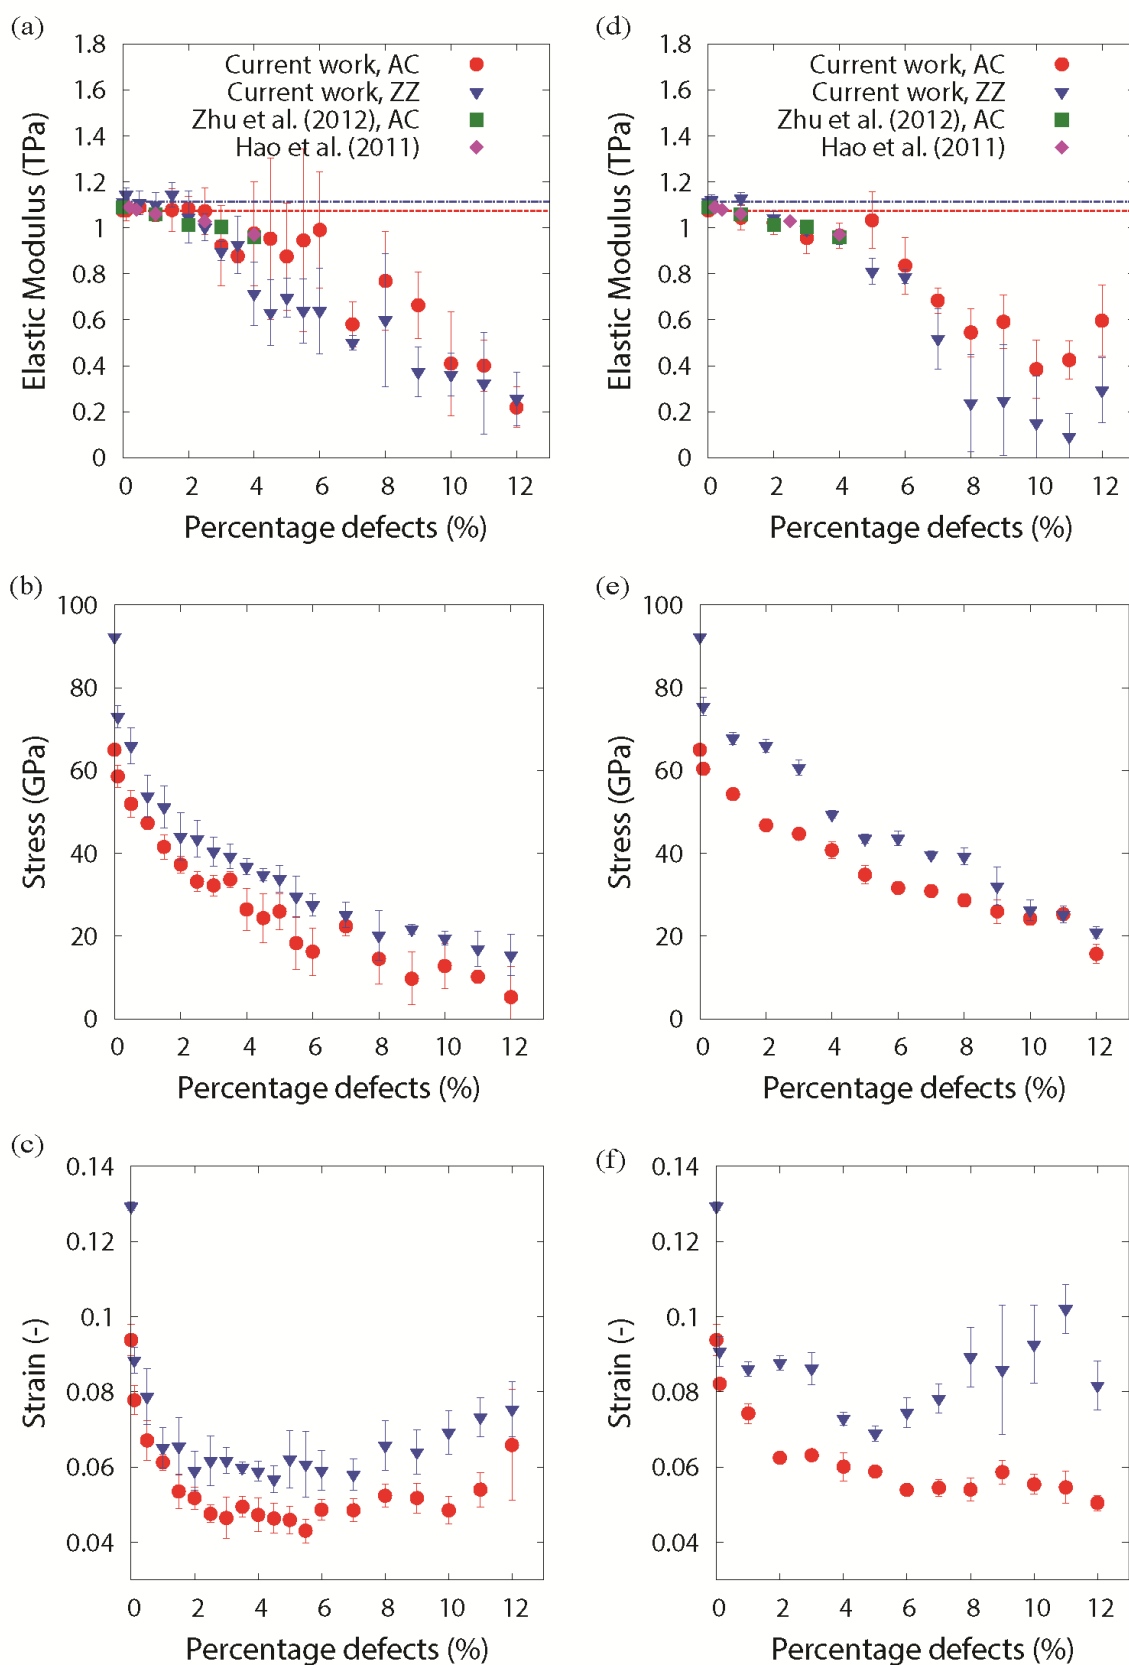 (a)
1.8
1.6
1.4
1.2
1
0.8
0.6
0.4
0.2
0
Elastic Modulus (TPa)
Current work, AC
Current work, ZZ
Zhu et al. (2012), AC
Hao et al. (2011)
0 2 4 6 8 10 12
Percentage defects (%)
(d)
1.8
1.6
1.4
1.2
1
0.8
0.6
0.4
0.2
0
Elastic Modulus (TPa)
Current work, AC
Current work, ZZ
Zhu et al. (2012), AC
Hao et al. (2011)
0 2 4 6 8 10 12
Percentage defects (%)
(b)
100
80
60
40
20
0
Stress (GPa)
0 2 4 6 8 10 12
Percentage defects (%)
(e)
100
80
60
40
20
0
Stress (GPa)
0 2 4 6 8 10 12
Percentage defects (%)
(c)
0.14
0.12
0.1
0.08
0.06
0.04
Strain (-)
0 2 4 6 8 10 12
Percentage defects (%)
(f)
0.14
0.12
0.1
0.08
0.06
0.04
Strain (-)
0 2 4 6 8 10 12
Percentage defects (%)